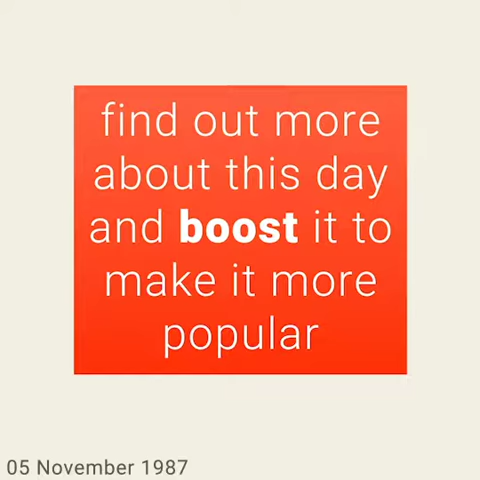 find out more
about this day
and boost it to
make it more
popular
05 November 1987